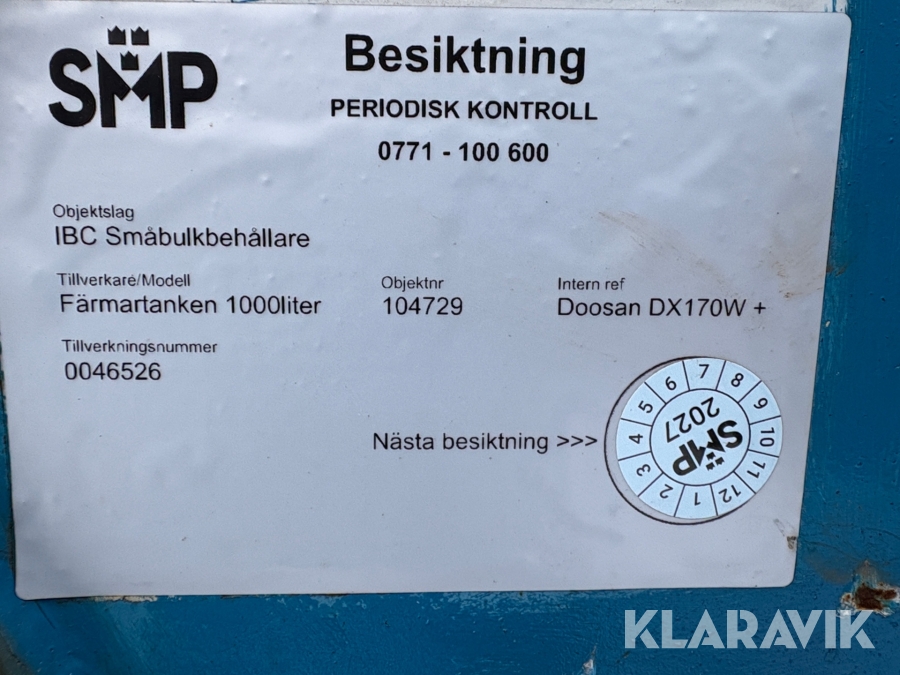 SMP
Besiktning
PERIODISK KONTROLL
0771 - 100 600
Objektslag
IBC Småbulkbehållare
Tillverkare/Modell
Färmartanken 1000liter
Objektnr
104729
Intern ref
Doosan DX170W +
Tillverkningsnummer
0046526
Nästa besiktning >>>
1 2 3 4 5 6 7 8 9 10 11 12
2027
SMP
KLARAVIK